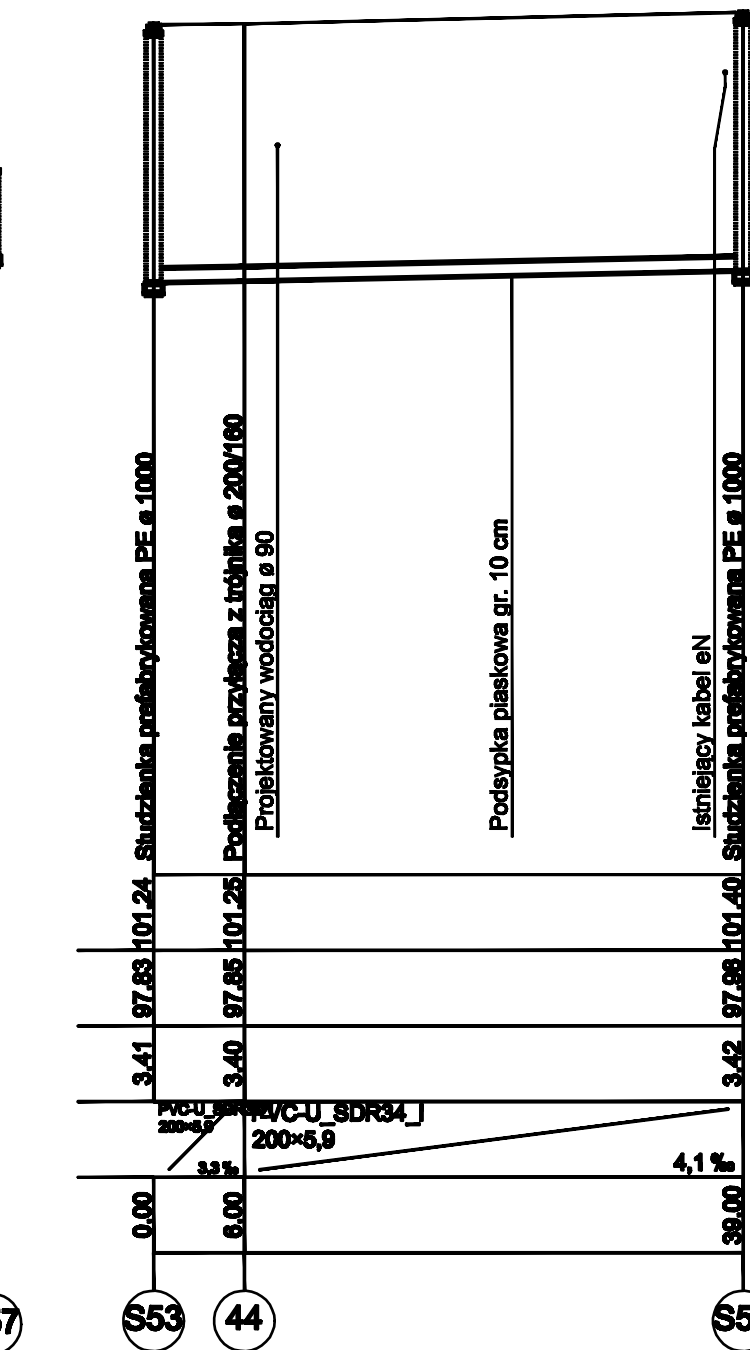 Studzienka prefabrykowana PE ø 1000
Podłączenie przyłącza z trójnika ø 200/160
Projektowany wodociąg ø 90
Podsypka piaskowa gr. 10 cm
Istniejący kabel eN
Studzienka prefabrykowana PE ø 1000
101.24 101.25 101.40
97.83 97.85 97.98
3.41 3.40 3.42
PVC-U_SDR34_I
200×5,9
200×5,9
3,3 ‰ 4,1 ‰
0.00 6.00 39.00
S53 44